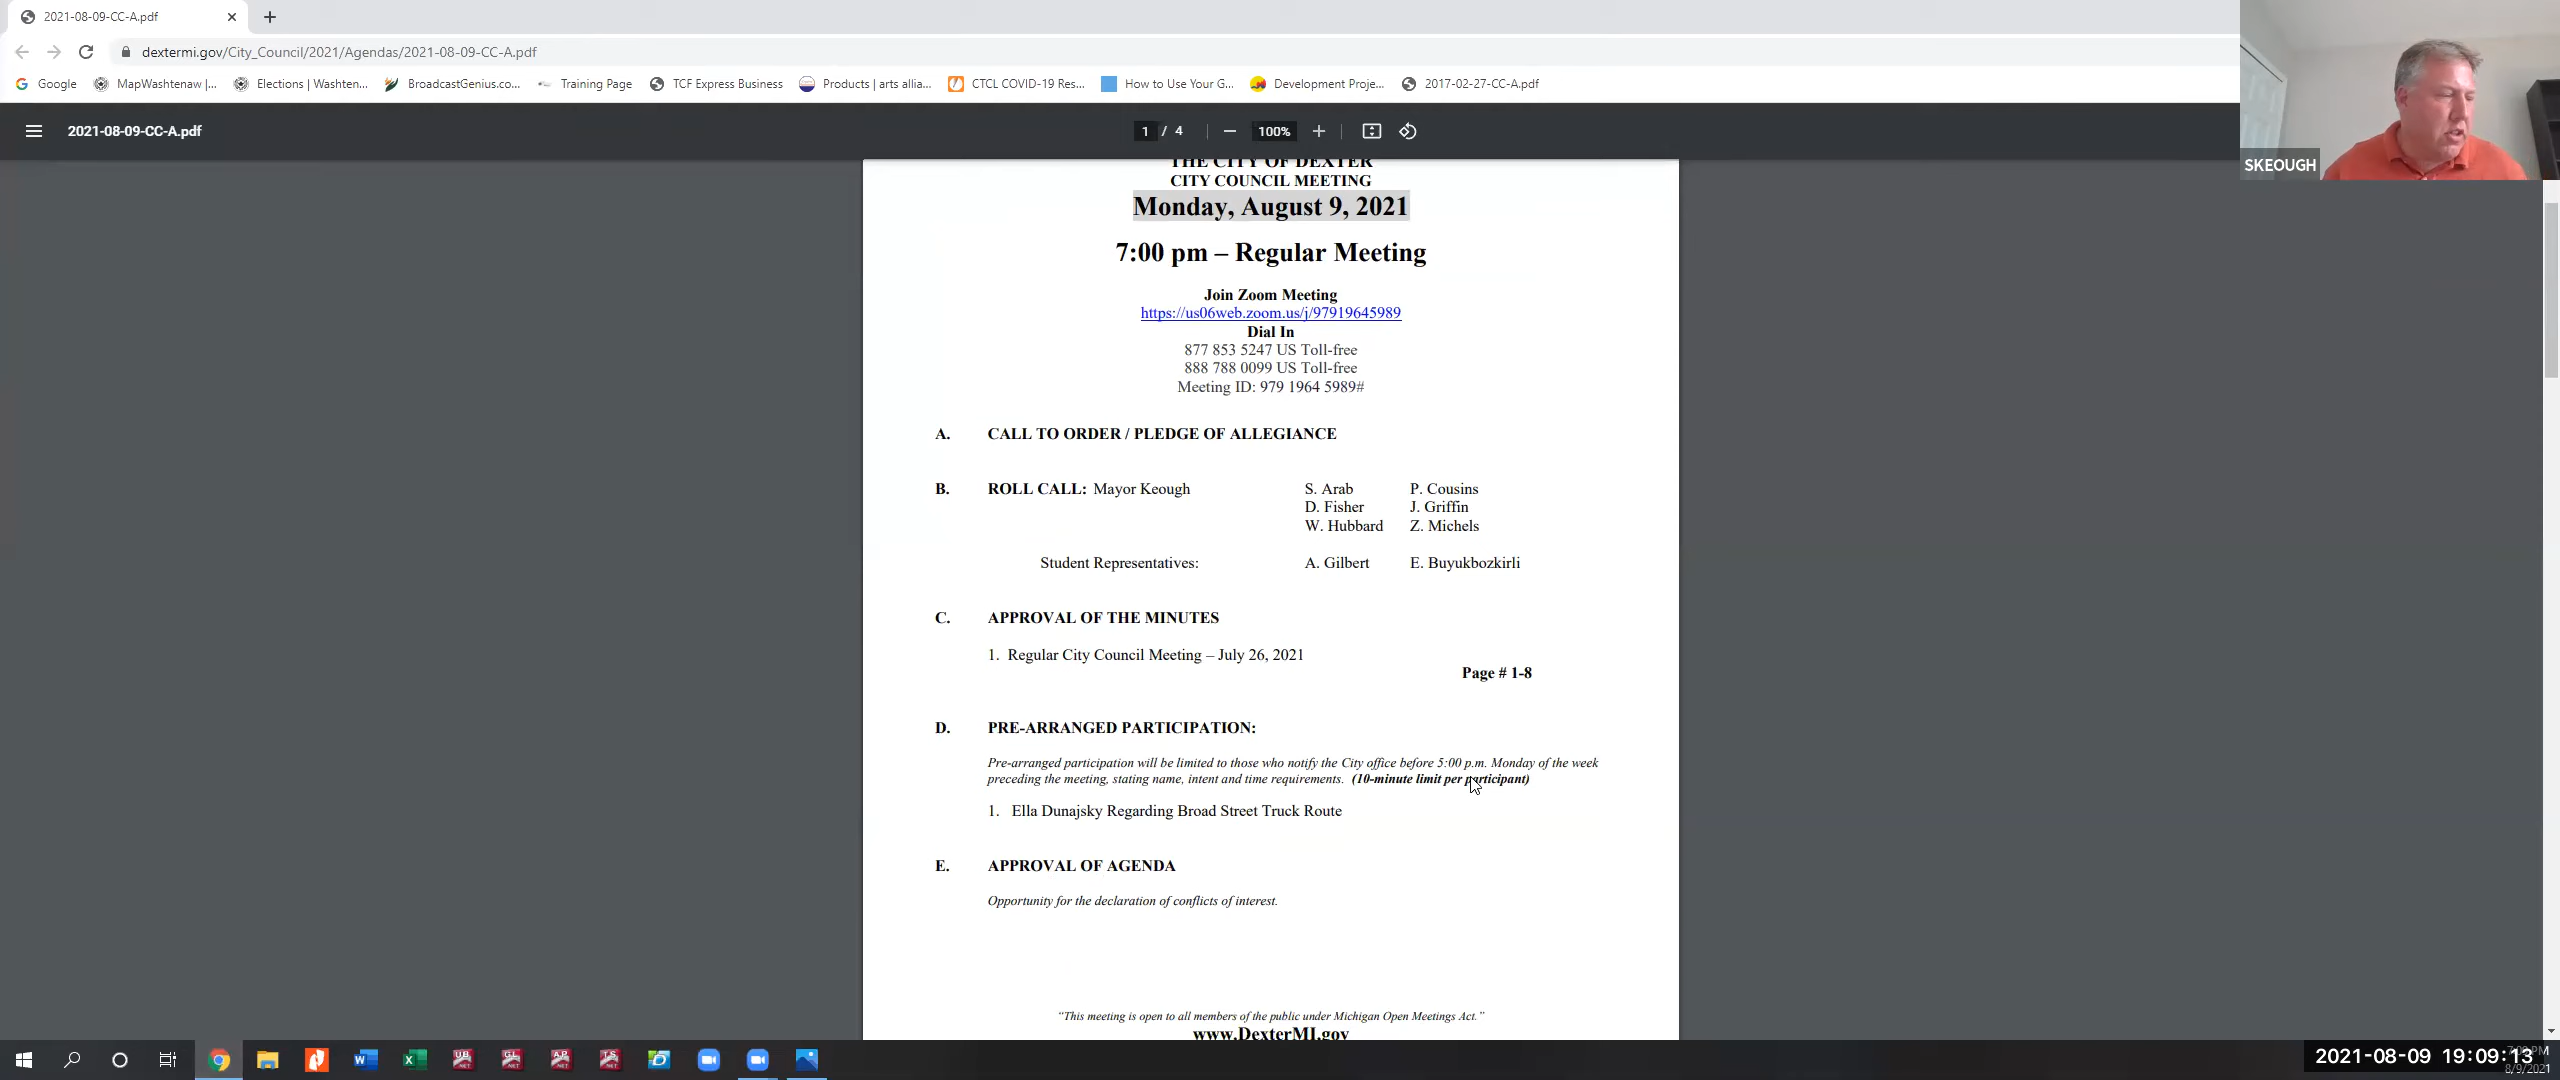 2021-08-09-CC-A.pdf
dextermi.gov/City_Council/2021/Agendas/2021-08-09-CC-A.pdf
Google MapWashtenaw |... Elections | Washten... BroadcastGenius.co... Training Page TCF Express Business Products | arts allia... CTCL COVID-19 Res... How to Use Your G... Development Proje... 2017-02-27-CC-A.pdf
2021-08-09-CC-A.pdf 1 / 4 100%
SKEOUGH
THE CITY OF DEXTER
CITY COUNCIL MEETING
Monday, August 9, 2021
7:00 pm – Regular Meeting
Join Zoom Meeting
https://us06web.zoom.us/j/97919645989
Dial In
877 853 5247 US Toll-free
888 788 0099 US Toll-free
Meeting ID: 979 1964 5989#
A. CALL TO ORDER / PLEDGE OF ALLEGIANCE
B. ROLL CALL: Mayor Keough S. Arab P. Cousins
D. Fisher J. Griffin
W. Hubbard Z. Michels
Student Representatives: A. Gilbert E. Buyukbozkirli
C. APPROVAL OF THE MINUTES
1. Regular City Council Meeting – July 26, 2021
Page # 1-8
D. PRE-ARRANGED PARTICIPATION:
Pre-arranged participation will be limited to those who notify the City office before 5:00 p.m. Monday of the week
preceding the meeting, stating name, intent and time requirements. (10-minute limit per participant)
1. Ella Dunajsky Regarding Broad Street Truck Route
E. APPROVAL OF AGENDA
Opportunity for the declaration of conflicts of interest.
“This meeting is open to all members of the public under Michigan Open Meetings Act.”
www.DexterMI.gov
2021-08-09 19:09:13
8/9/2021